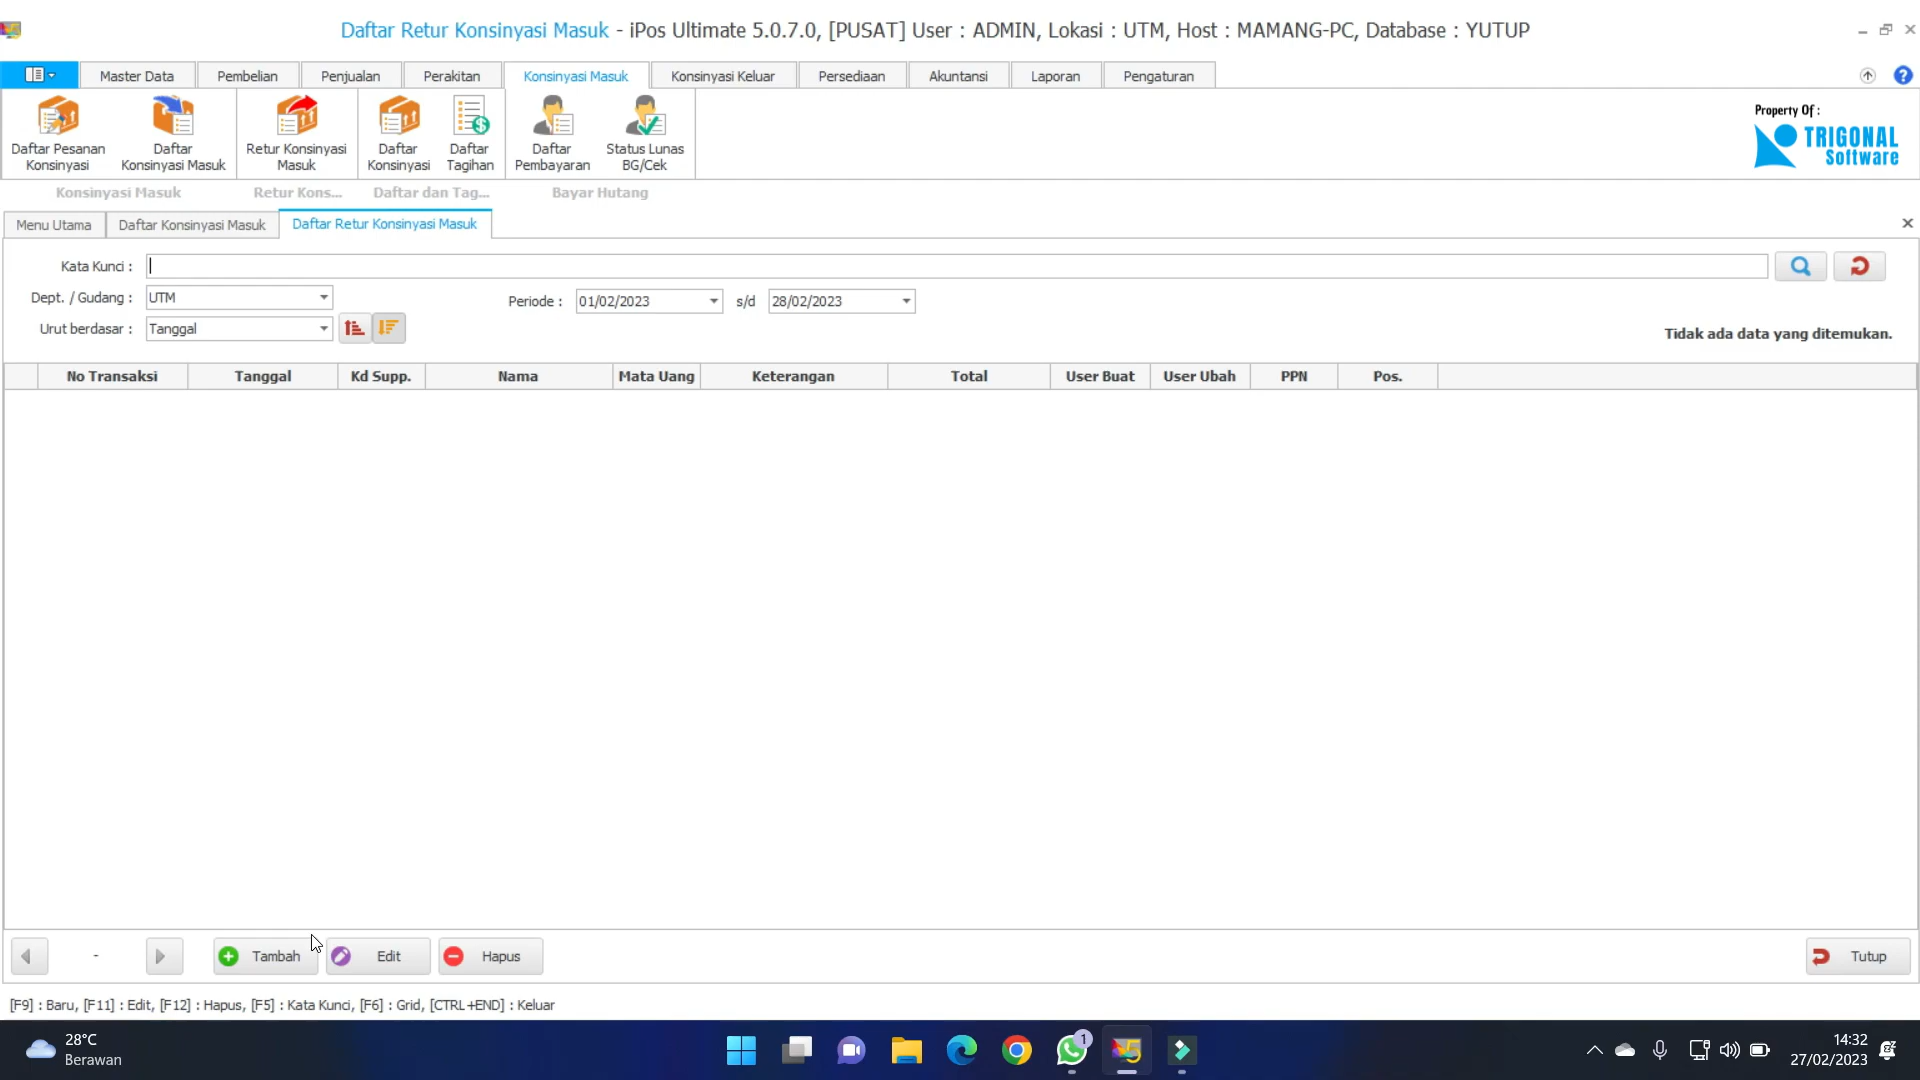 Daftar Retur Konsinyasi Masuk - iPos Ultimate 5.0.7.0, [PUSAT] User : ADMIN, Lokasi : UTM, Host : MAMANG-PC, Database : YUTUP
Master Data Pembelian Penjualan Perakitan Konsinyasi Masuk Konsinyasi Keluar Persediaan Akuntansi Laporan Pengaturan
Daftar Pesanan Konsinyasi
Daftar Konsinyasi Masuk
Retur Konsinyasi Masuk
Daftar Konsinyasi
Daftar Tagihan
Daftar Pembayaran
Status Lunas BG/Cek
Property Of :
TRIGONAL
Software
Konsinyasi Masuk Retur Kons... Daftar dan Tag... Bayar Hutang
Menu Utama Daftar Konsinyasi Masuk Daftar Retur Konsinyasi Masuk
Kata Kunci :
Dept. / Gudang : UTM Periode : 01/02/2023 s/d 28/02/2023
Urut berdasar : Tanggal
Tidak ada data yang ditemukan.
No Transaksi Tanggal Kd Supp. Nama Mata Uang Keterangan Total User Buat User Ubah PPN Pos.
- Tambah Edit Hapus Tutup
[F9] : Baru, [F11] : Edit, [F12] : Hapus, [F5] : Kata Kunci, [F6] : Grid, [CTRL+END] : Keluar
28°C
Berawan
1
5
14:32
27/02/2023